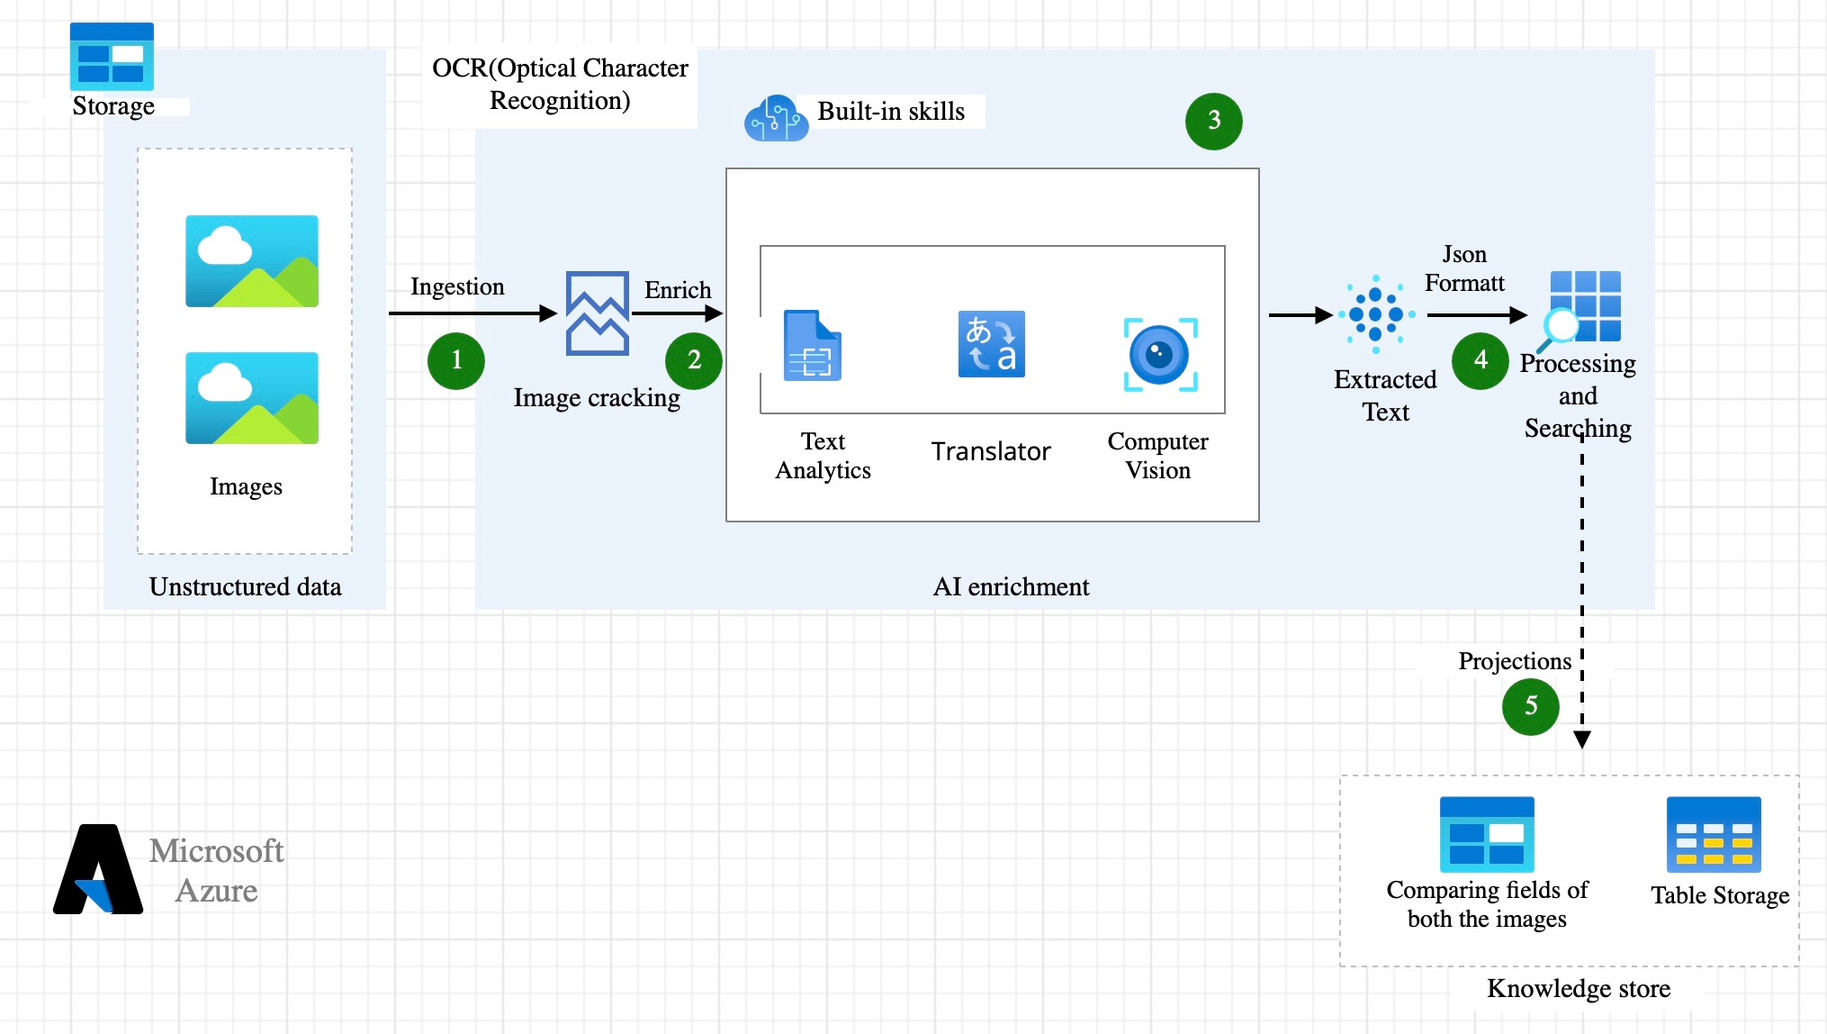 Storage
OCR(Optical Character
Recognition)
Built-in skills
3
Ingestion
1
Enrich
2
Image cracking
Images
Unstructured data
あ
a
Text
Analytics
Translator
Computer
Vision
AI enrichment
Extracted
Text
Json
Formatt
4
Processing
and
Searching
Projections
5
Comparing fields of
both the images
Table Storage
Knowledge store
Microsoft
Azure